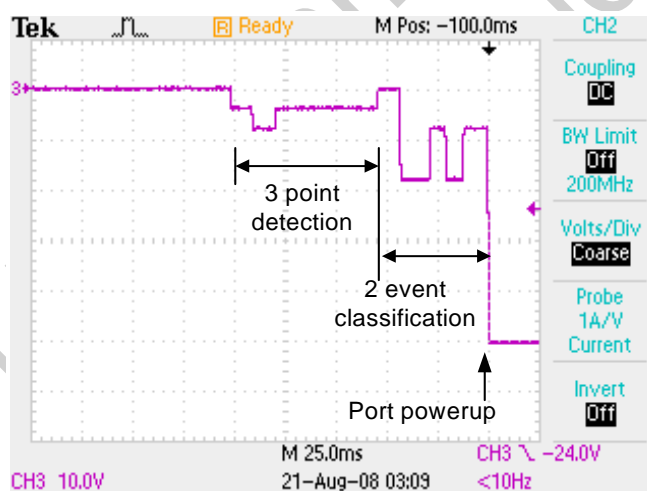 Tek R Ready M Pos: -100.0ms CH2
Coupling
DC
BW Limit
Off
200MHz
Volts/Div
Coarse
Probe
1A/V
Current
Invert
Off
3
3 point
detection
2 event
classification
Port powerup
M 25.0ms CH3 -24.0V
CH3 10.0V 21-Aug-08 03:09 <10Hz